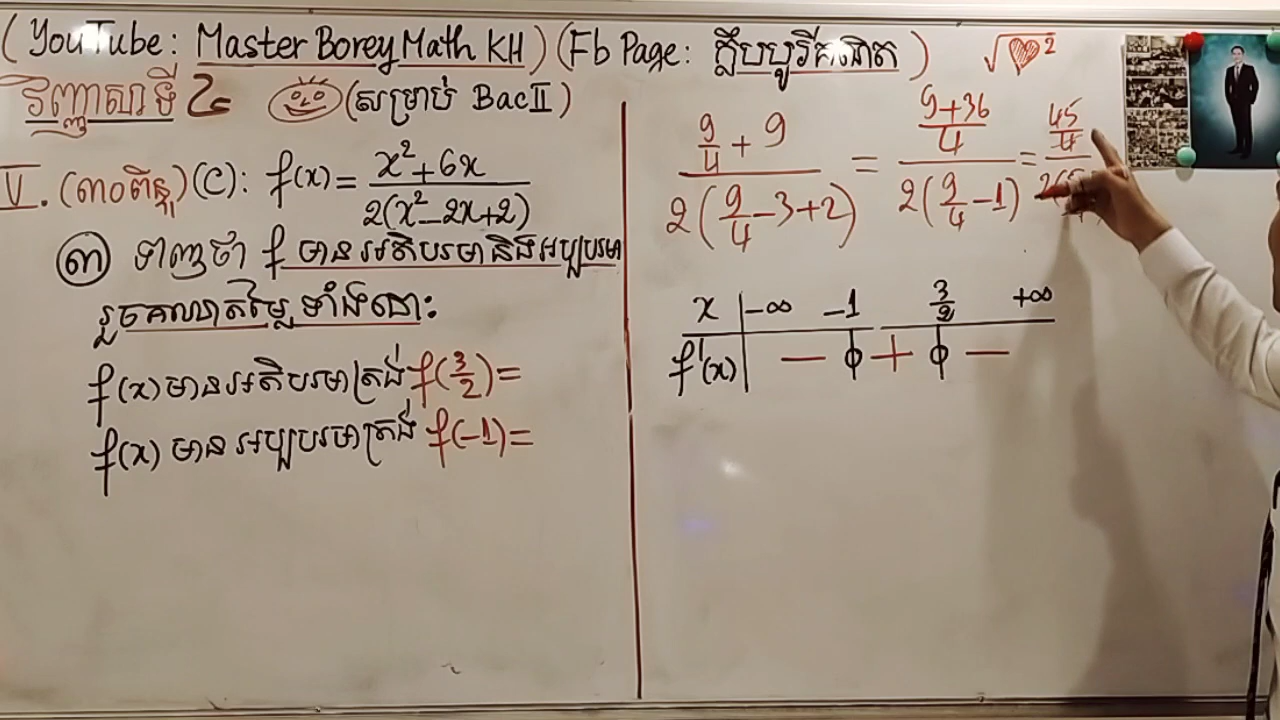 ( YouTube: Master Borey Math KH ) (Fb Page: ក្លឹបបូរីគណិត )
√♡²
វិញ្ញាសាទី 2 (សម្រាប់ BacII)
V. (៣០ពិន្ទុ) (C): f(x) = (x²+6x)/(2(x²-2x+2))
៣ ទាញថា f មានអតិបរមានិងអប្បបរមា
រួចគណនាតម្លៃទាំងនោះ:
f(x) មានអតិបរមាត្រង់ f(3/2) =
f(x) មានអប្បបរមាត្រង់ f(-1) =
(9/4 + 9)/(2(9/4 - 3 + 2)) = ((9+36)/4)/(2(9/4 - 1)) = (45/4)/
x -∞ -1 3/2 +∞
f'(x) − 0 + 0 −